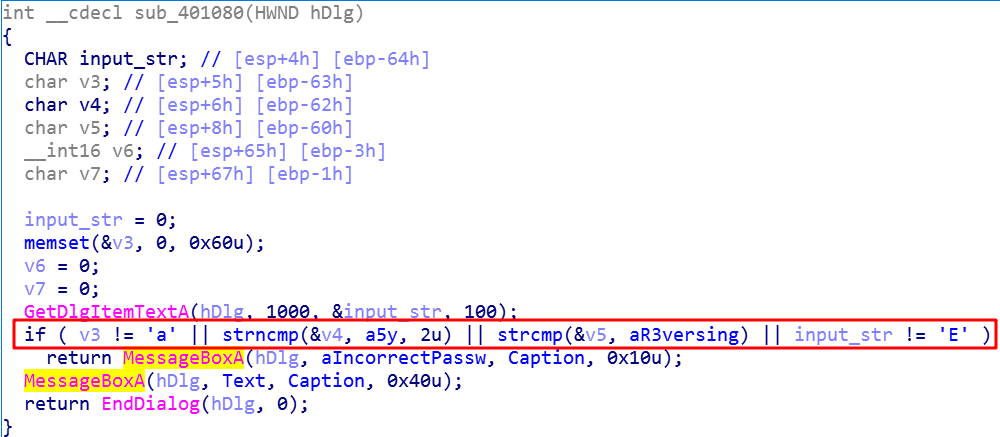 int __cdecl sub_401080(HWND hDlg)
{
  CHAR input_str; // [esp+4h] [ebp-64h]
  char v3; // [esp+5h] [ebp-63h]
  char v4; // [esp+6h] [ebp-62h]
  char v5; // [esp+8h] [ebp-60h]
  __int16 v6; // [esp+65h] [ebp-3h]
  char v7; // [esp+67h] [ebp-1h]

  input_str = 0;
  memset(&v3, 0, 0x60u);
  v6 = 0;
  v7 = 0;
  GetDlgItemTextA(hDlg, 1000, &input_str, 100);
  if ( v3 != 'a' || strncmp(&v4, a5y, 2u) || strcmp(&v5, aR3versing) || input_str != 'E' )
    return MessageBoxA(hDlg, aIncorrectPassw, Caption, 0x10u);
  MessageBoxA(hDlg, Text, Caption, 0x40u);
  return EndDialog(hDlg, 0);
}